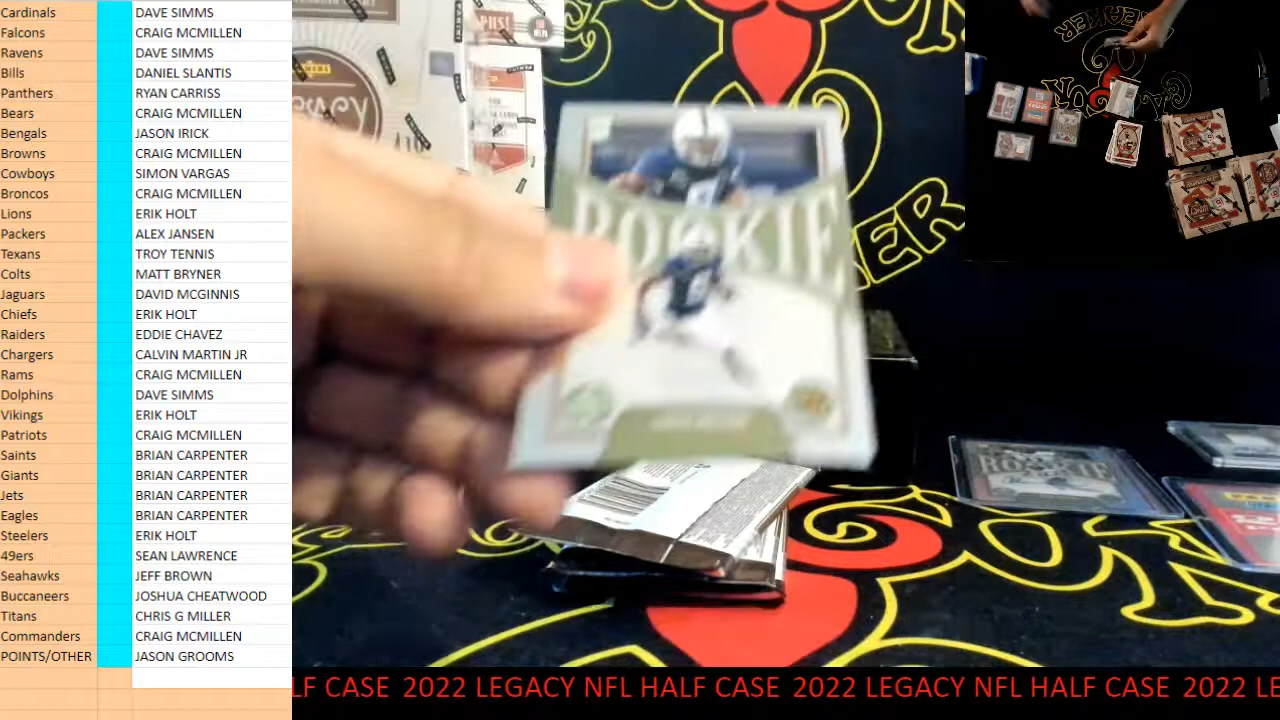 Cardinals DAVE SIMMS
Falcons CRAIG MCMILLEN
Ravens DAVE SIMMS
Bills DANIEL SLANTIS
Panthers RYAN CARRISS
Bears CRAIG MCMILLEN
Bengals JASON IRICK
Browns CRAIG MCMILLEN
Cowboys SIMON VARGAS
Broncos CRAIG MCMILLEN
Lions ERIK HOLT
Packers ALEX JANSEN
Texans TROY TENNIS
Colts MATT BRYNER
Jaguars DAVID MCGINNIS
Chiefs ERIK HOLT
Raiders EDDIE CHAVEZ
Chargers CALVIN MARTIN JR
Rams CRAIG MCMILLEN
Dolphins DAVE SIMMS
Vikings ERIK HOLT
Patriots CRAIG MCMILLEN
Saints BRIAN CARPENTER
Giants BRIAN CARPENTER
Jets BRIAN CARPENTER
Eagles BRIAN CARPENTER
Steelers ERIK HOLT
49ers SEAN LAWRENCE
Seahawks JEFF BROWN
Buccaneers JOSHUA CHEATWOOD
Titans CHRIS G MILLER
Commanders CRAIG MCMILLEN
POINTS/OTHER JASON GROOMS
ROOKIE
ROOKIE
LF CASE 2022 LEGACY NFL HALF CASE 2022 LEGACY NFL HALF CASE 2022 LE